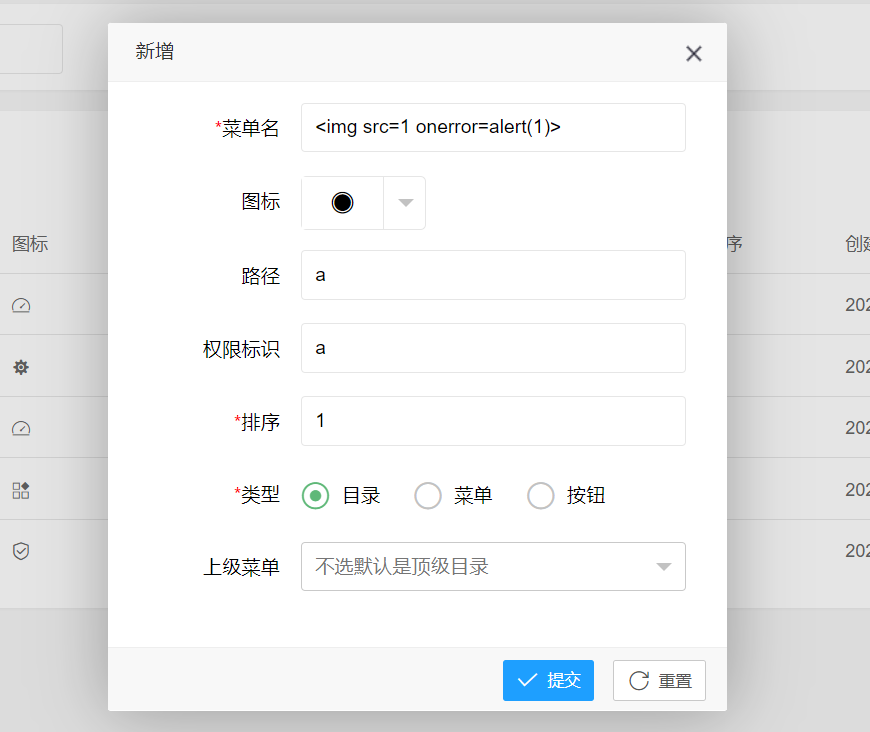 新增
*菜单名
<img src=1 onerror=alert(1)>
图标
路径
a
权限标识
a
*排序
1
*类型
目录
菜单
按钮
上级菜单
不选默认是顶级目录
提交
重置
图标
序
创建
202
202
202
202
202